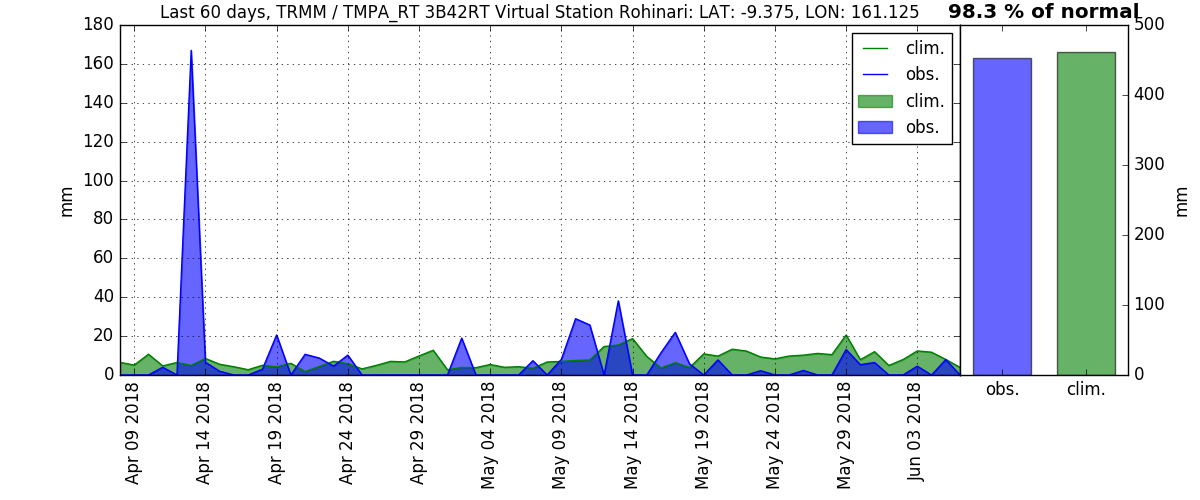 Last 60 days, TRMM / TMPA_RT 3B42RT Virtual Station Rohinari: LAT: -9.375, LON: 161.125
98.3 % of normal
180
160
140
120
100
80
60
40
20
0
mm
clim.
obs.
clim.
obs.
500
400
300
200
100
0
mm
obs.
clim.
Apr 09 2018
Apr 14 2018
Apr 19 2018
Apr 24 2018
Apr 29 2018
May 04 2018
May 09 2018
May 14 2018
May 19 2018
May 24 2018
May 29 2018
Jun 03 2018